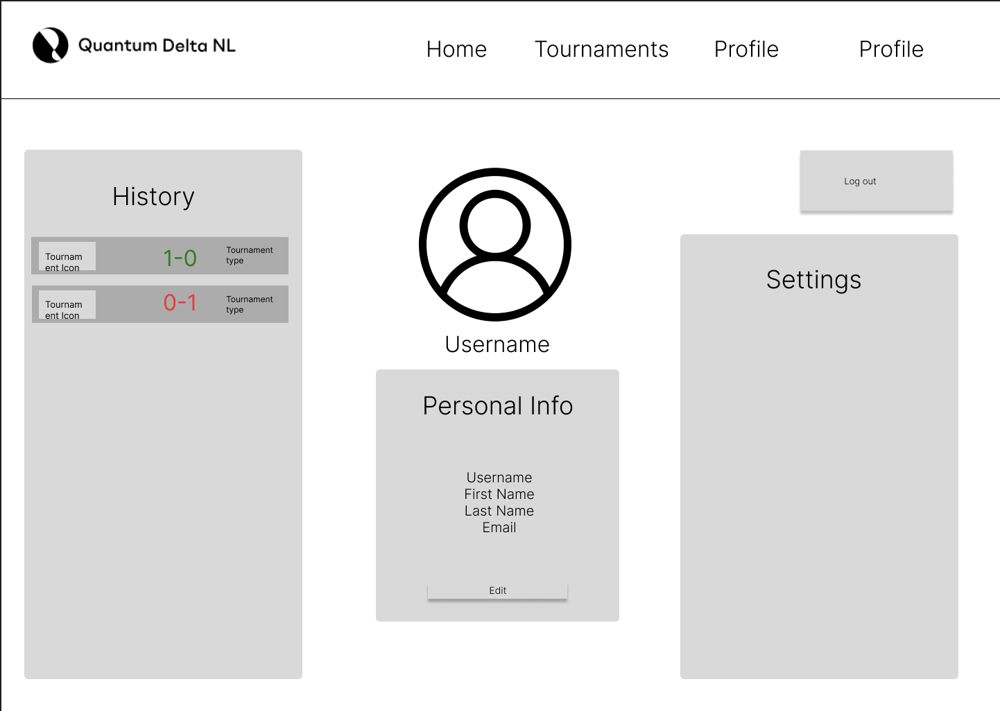 Quantum Delta NL
Home
Tournaments
Profile
Profile
History
Tournam
ent Icon
1-0
Tournament
type
Tournam
ent Icon
0-1
Tournament
type
Username
Personal Info
Username
First Name
Last Name
Email
Edit
Log out
Settings